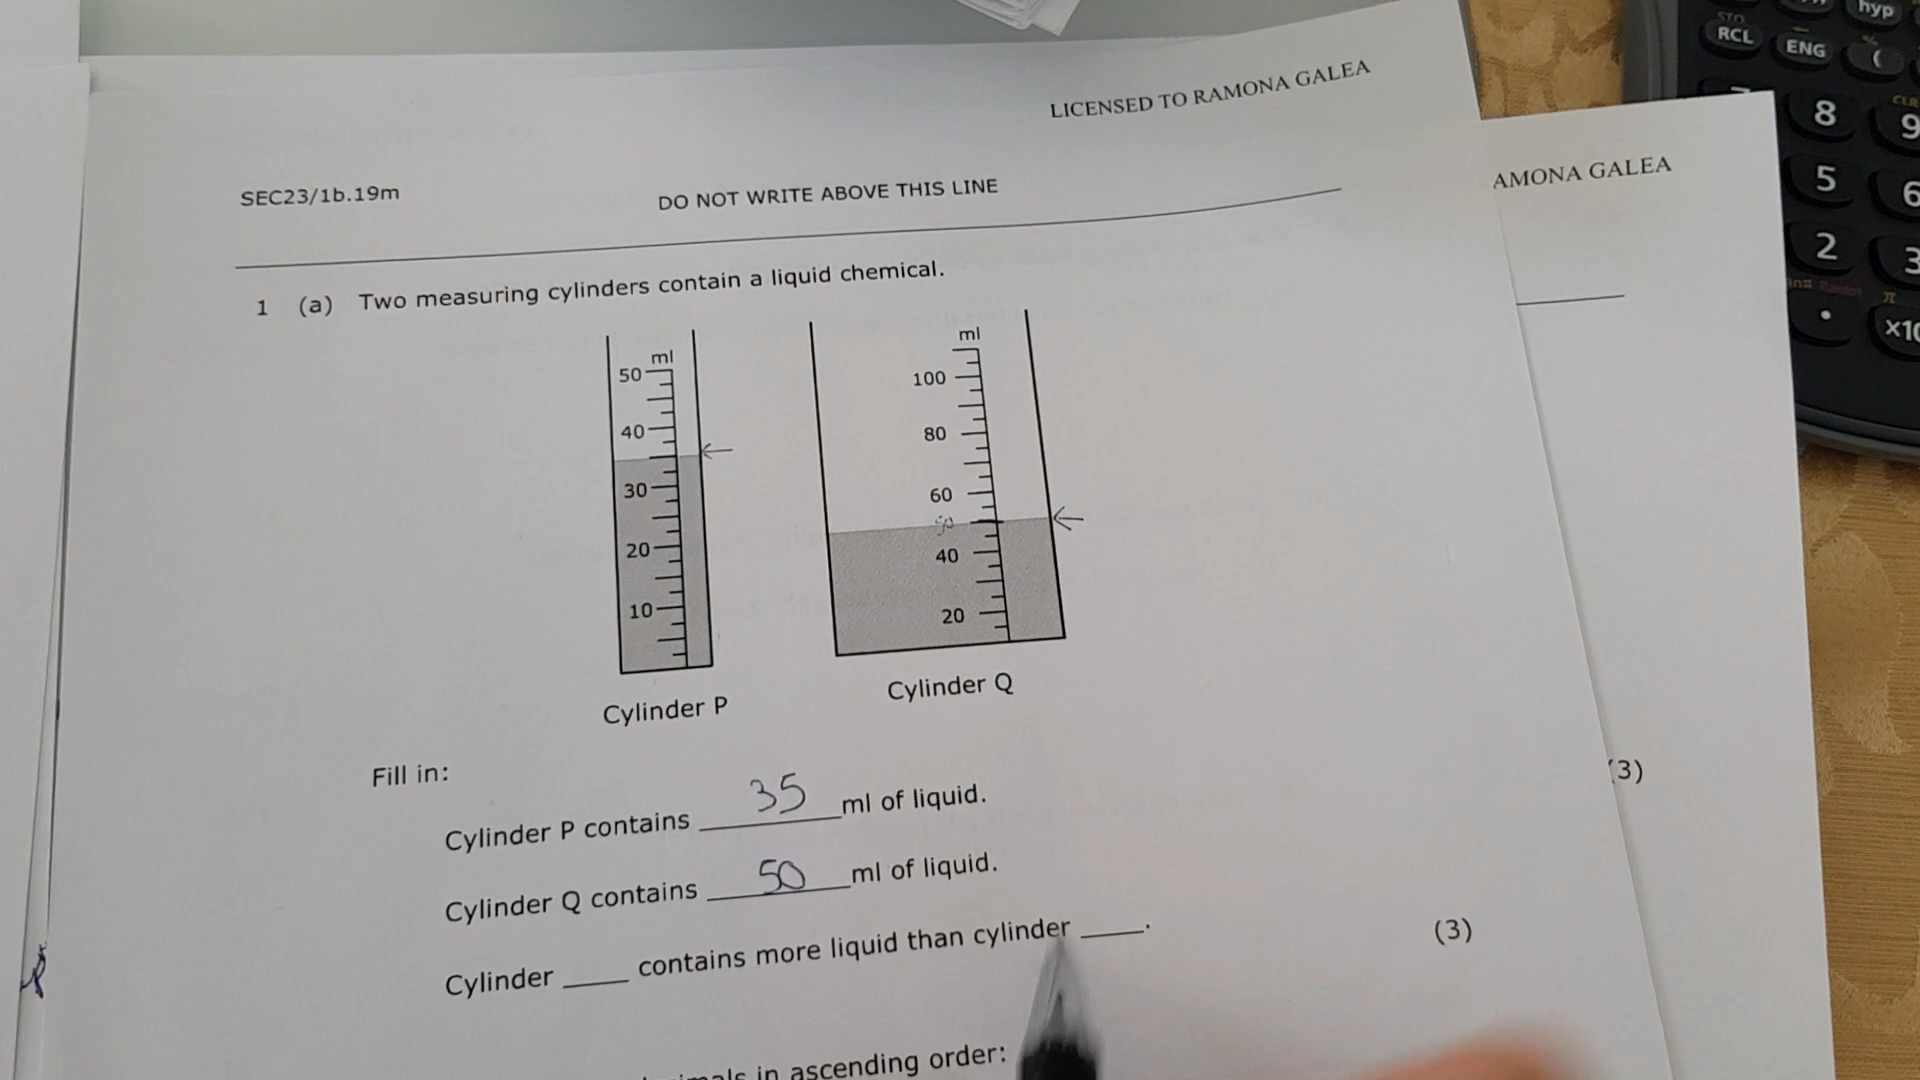 LICENSED TO RAMONA GALEA
AMONA GALEA
SEC23/1b.19m
DO NOT WRITE ABOVE THIS LINE
1 (a) Two measuring cylinders contain a liquid chemical.
ml
50
40
30
20
10
Cylinder P
ml
100
80
60
50
40
20
Cylinder Q
Fill in:
Cylinder P contains 35 ml of liquid.
Cylinder Q contains 50 ml of liquid.
Cylinder ____ contains more liquid than cylinder ____.
(3)
(3)
in ascending order:
hyp
RCL
ENG
(
8
9
5
6
2
3
.
π